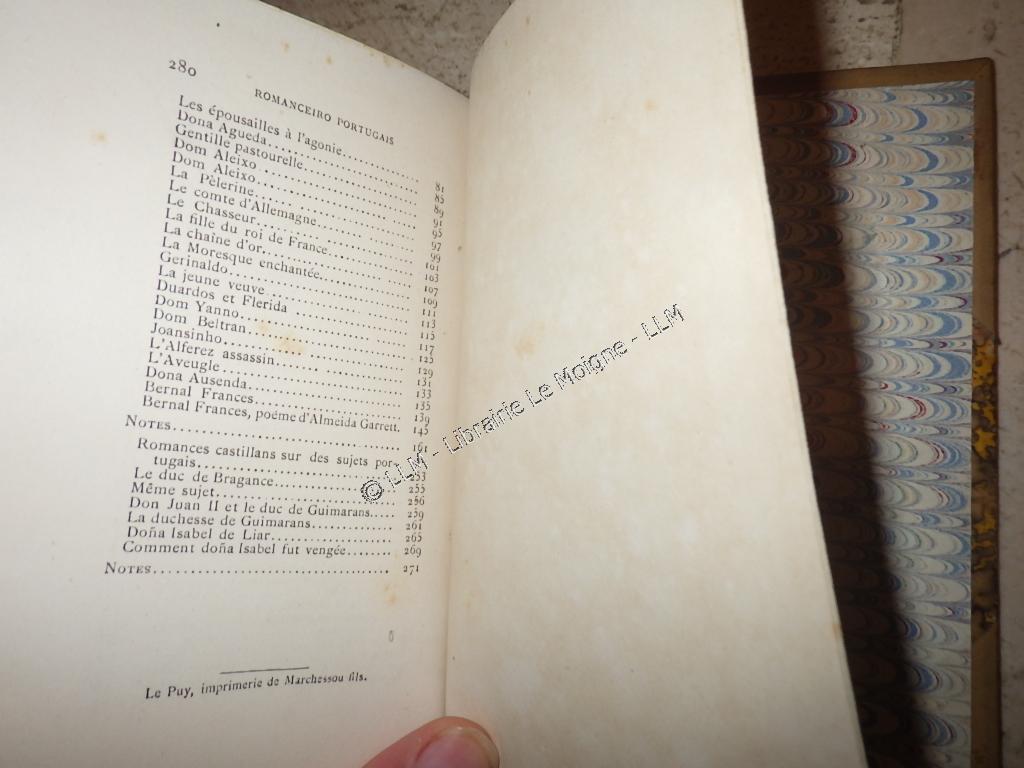 280
ROMANCEIRO PORTUGAIS
Les épousailles à l'agonie.................. 81
Dona Agueda.................. 85
Gentille pastourelle.................. 89
Dom Aleixo .................. 91
Dom Aleixo.................. 95
La Pèlerine.................. 97
Le comte d'Allemagne.................. 99
Le Chasseur.................. 101
La fille du roi de France.................. 103
La chaîne d'or.................. 107
La Moresque enchantée.................. 109
Gerinaldo.................. 111
La jeune veuve.................. 113
Duardos et Flerida .................. 115
Dom Yanno.................. 117
Dom Beltran.................. 125
Joansinho.................. 129
L'Alferez assassin.................. 131
L'Aveugle.................. 133
Dona Ausenda.................. 135
Bernal Frances.................. 139
Bernal Frances, poéme d'Almeida Garrett. 145
NOTES.................. 161
Romances castillans sur des sujets por-
tugais.................. 253
Le duc de Bragance.................. 255
Même sujet.................. 256
Don Juan II et le duc de Guimarans..... 259
La duchesse de Guimarans.............. 261
Doña Isabel de Liar.................. 265
Comment doña Isabel fut vengée........ 269
NOTES.................. 271
Le Puy, imprimerie de Marchessou fils.
© LLM - Librairie Le Moigne - LLM